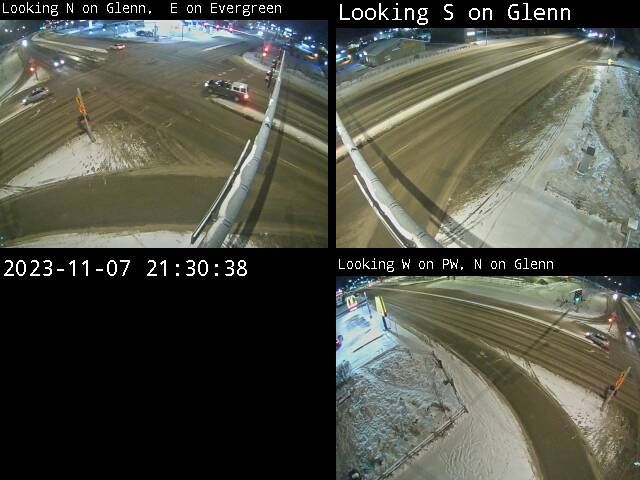 Looking N on Glenn,  E on Evergreen
Looking S on Glenn
2023-11-07 21:30:38
Looking W on PW, N on Glenn